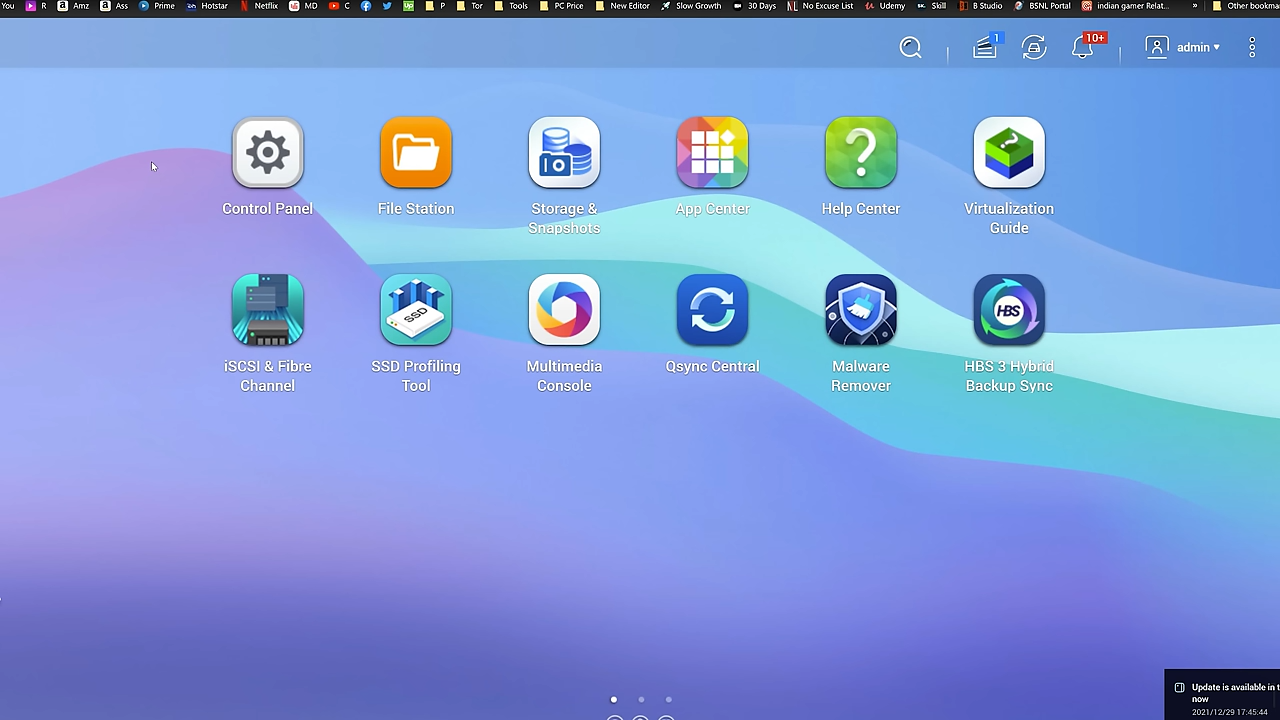 You R Amz Ass Prime Hotstar Netflix MD C P Tor Tools PC Price New Editor Slow Growth 30 Days No Excuse List Udemy Skill B Studio BSNL Portal indian gamer Relat... » Other bookma
1 10+ admin
Control Panel File Station Storage & Snapshots App Center Help Center Virtualization Guide
iSCSI & Fibre Channel SSD Profiling Tool Multimedia Console Qsync Central Malware Remover HBS 3 Hybrid Backup Sync
SSD HBS
Update is available in t
now
2021/12/29 17:45:44